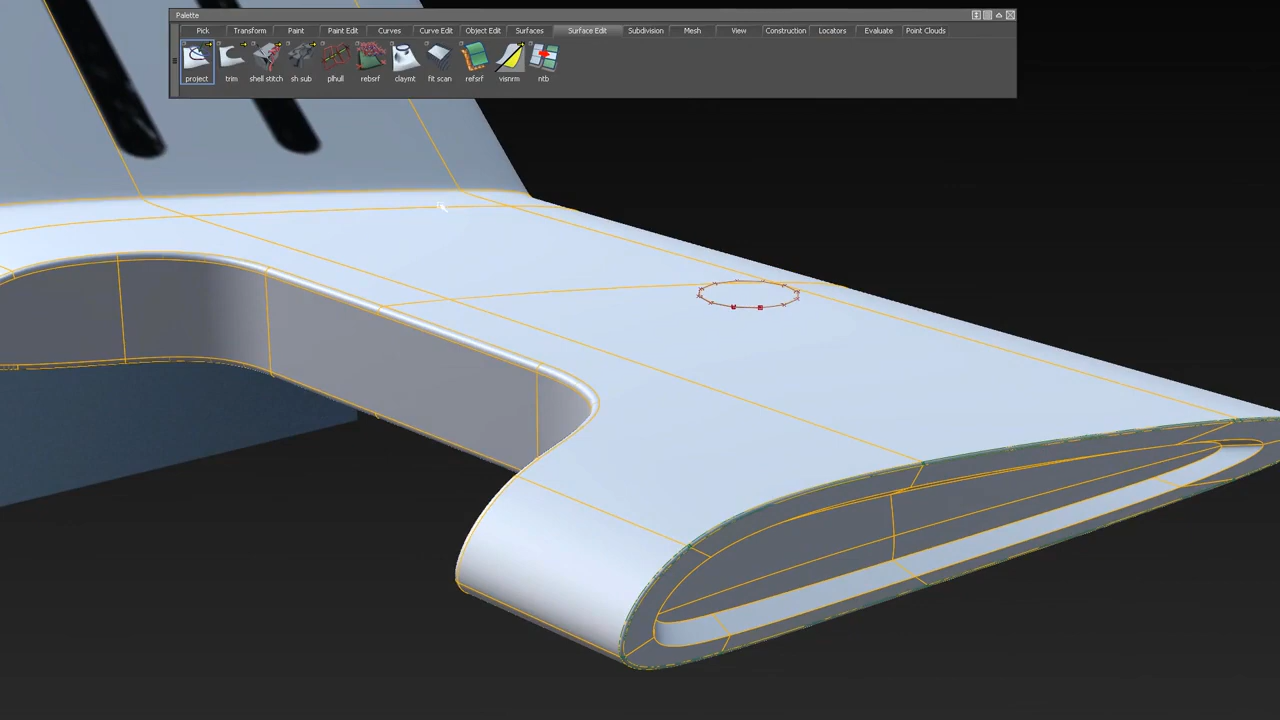 Palette
Pick Transform Paint Paint Edit Curves Curve Edit Object Edit Surfaces Surface Edit Subdivision Mesh View Construction Locators Evaluate Point Clouds
project trim shell stitch sh sub plhull rebsrf claymt fit scan refsrf visnrm ntb